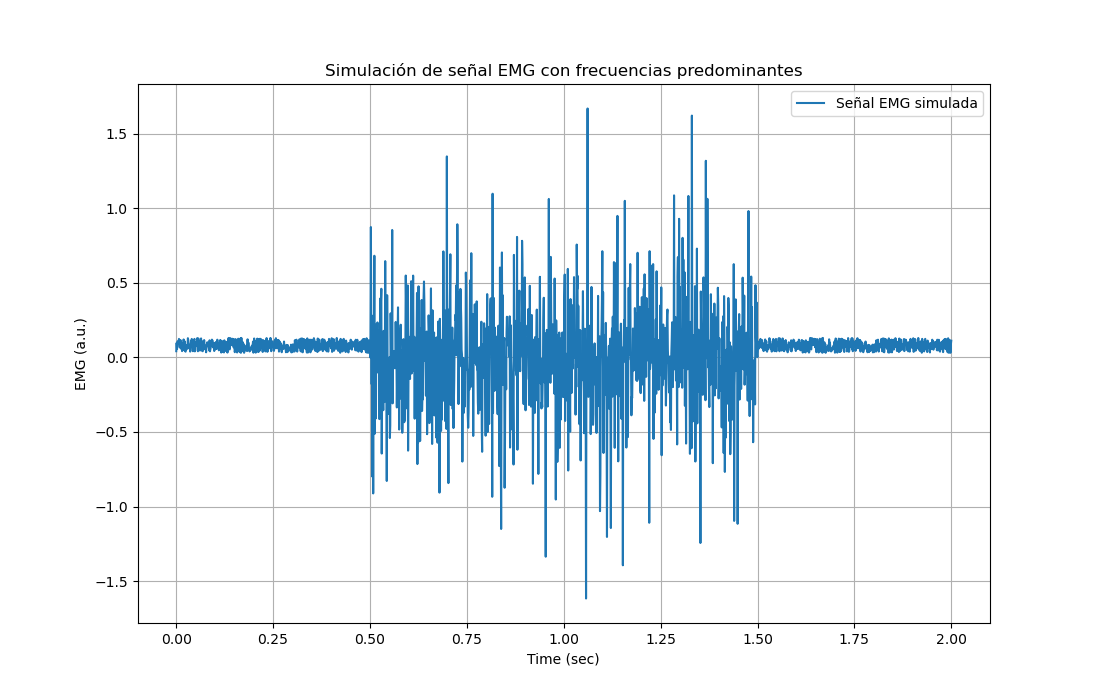 Simulación de señal EMG con frecuencias predominantes
Señal EMG simulada
EMG (a.u.)
1.5
1.0
0.5
0.0
−0.5
−1.0
−1.5
0.00 0.25 0.50 0.75 1.00 1.25 1.50 1.75 2.00
Time (sec)